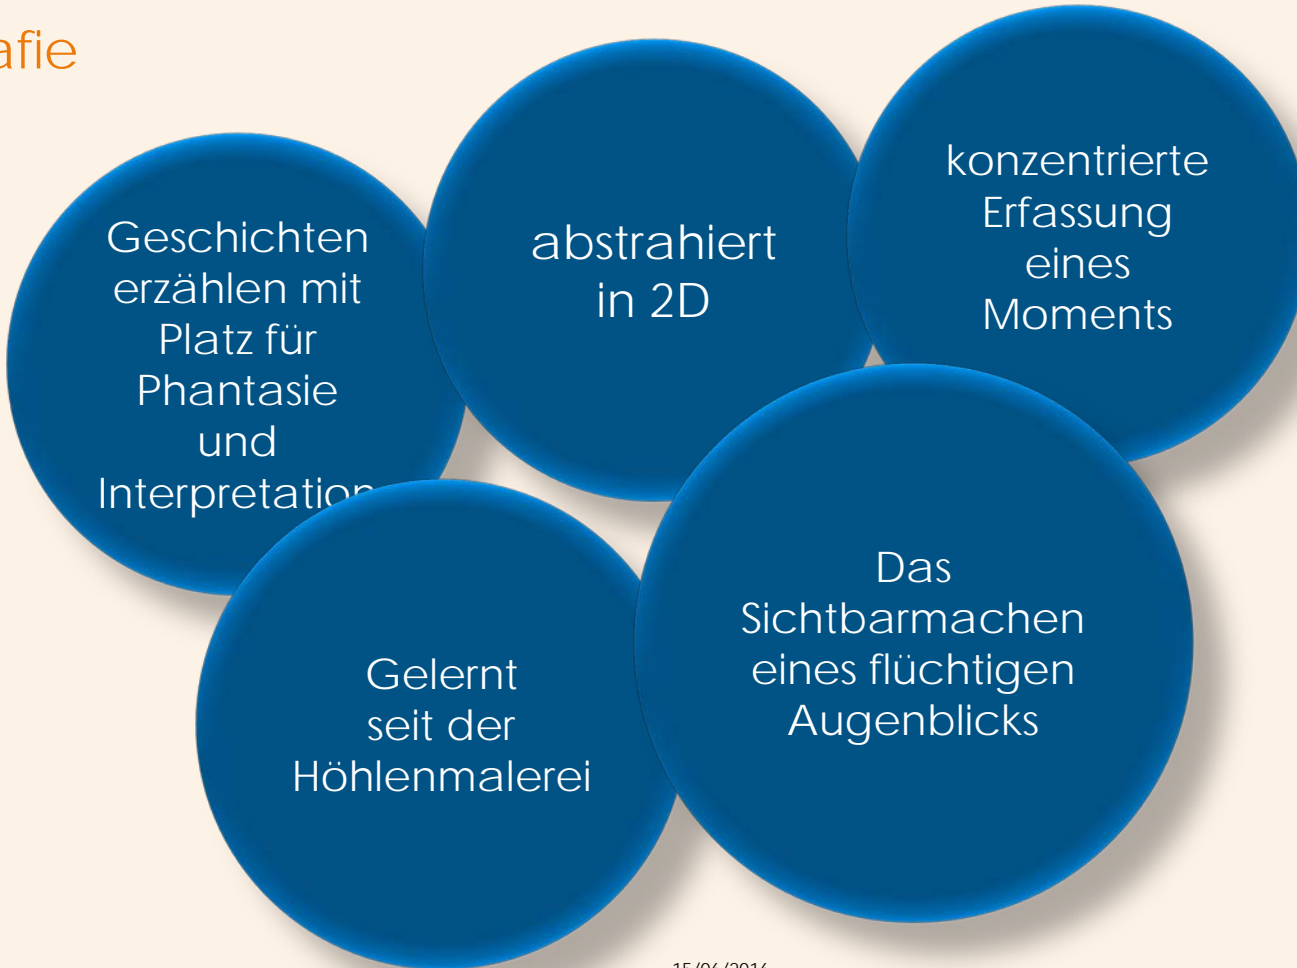 afie
Geschichten
erzählen mit
Platz für
Phantasie
und
Interpretation
abstrahiert
in 2D
konzentrierte
Erfassung
eines
Moments
Gelernt
seit der
Höhlenmalerei
Das
Sichtbarmachen
eines flüchtigen
Augenblicks